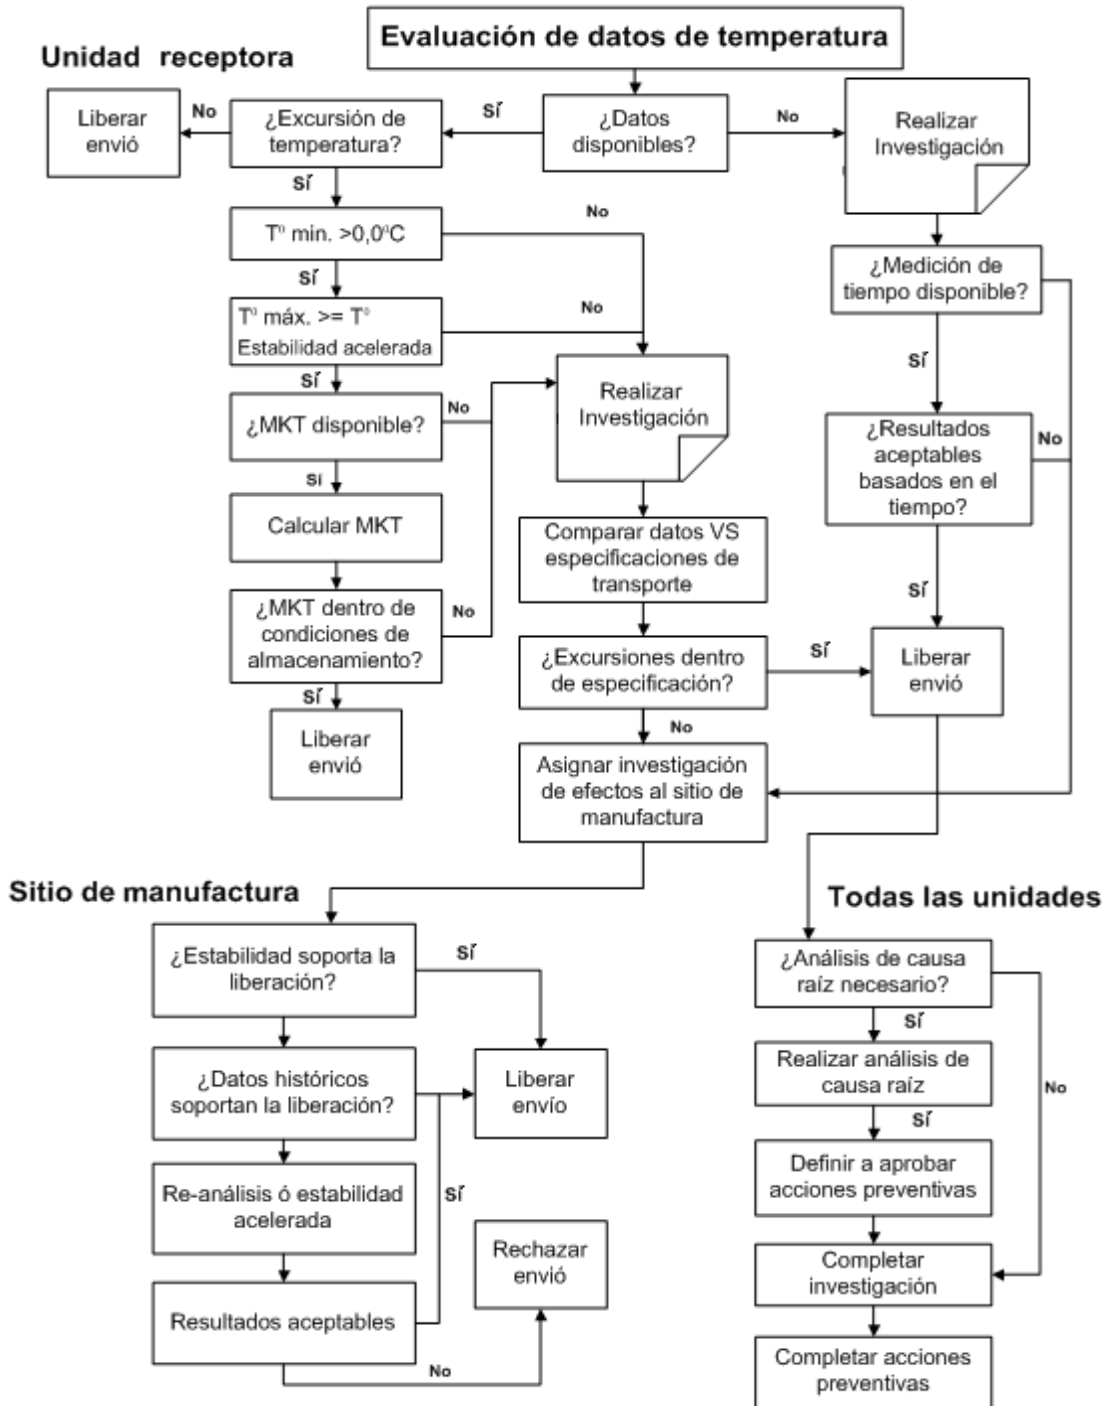 Evaluación de datos de temperatura
Unidad receptora
Liberar
envió
No
¿Excursión de
temperatura?
SÍ
¿Datos
disponibles?
No
Realizar
Investigación
SÍ
Tº min. >0,0ºC
No
SÍ
Tº máx. >= Tº
Estabilidad acelerada
No
SÍ
¿MKT disponible?
No
Sí
Calcular MKT
¿MKT dentro de
condiciones de
almacenamiento?
No
SÍ
Liberar
envió
Realizar
Investigación
Comparar datos VS
especificaciones de
transporte
¿Excursiones dentro
de especificación?
SÍ
No
Asignar investigación
de efectos al sitio de
manufactura
¿Medición de
tiempo disponible?
SÍ
¿Resultados
aceptables
basados en el
tiempo?
No
SÍ
Liberar
envió
Sitio de manufactura
¿Estabilidad soporta la
liberación?
SÍ
¿Datos históricos
soportan la liberación?
Liberar
envío
Re-análisis ó estabilidad
acelerada
SÍ
Resultados aceptables
No
Rechazar
envió
Todas las unidades
¿Análisis de causa
raíz necesario?
SÍ
No
Realizar análisis de
causa raíz
SÍ
Definir a aprobar
acciones preventivas
Completar
investigación
Completar acciones
preventivas